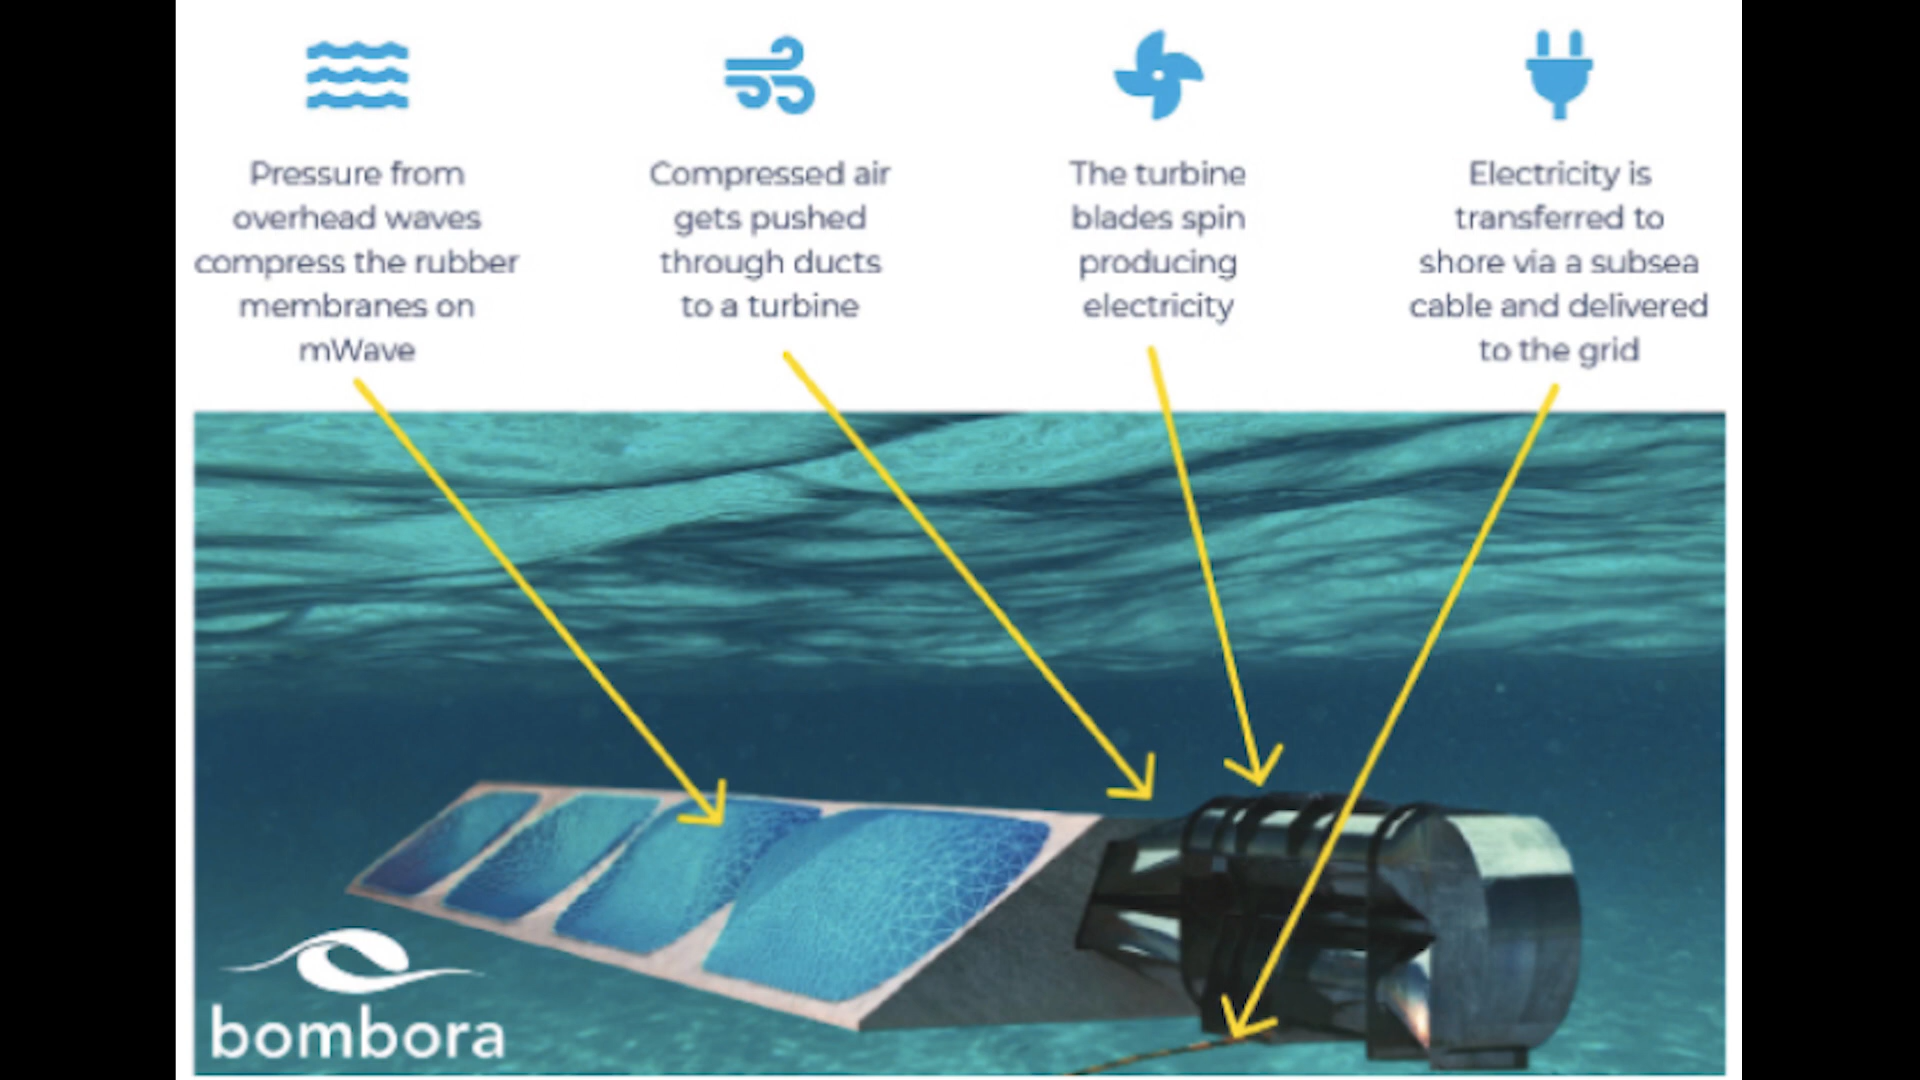 Pressure from
overhead waves
compress the rubber
membranes on
mWave
Compressed air
gets pushed
through ducts
to a turbine
The turbine
blades spin
producing
electricity
Electricity is
transferred to
shore via a subsea
cable and delivered
to the grid
bombora